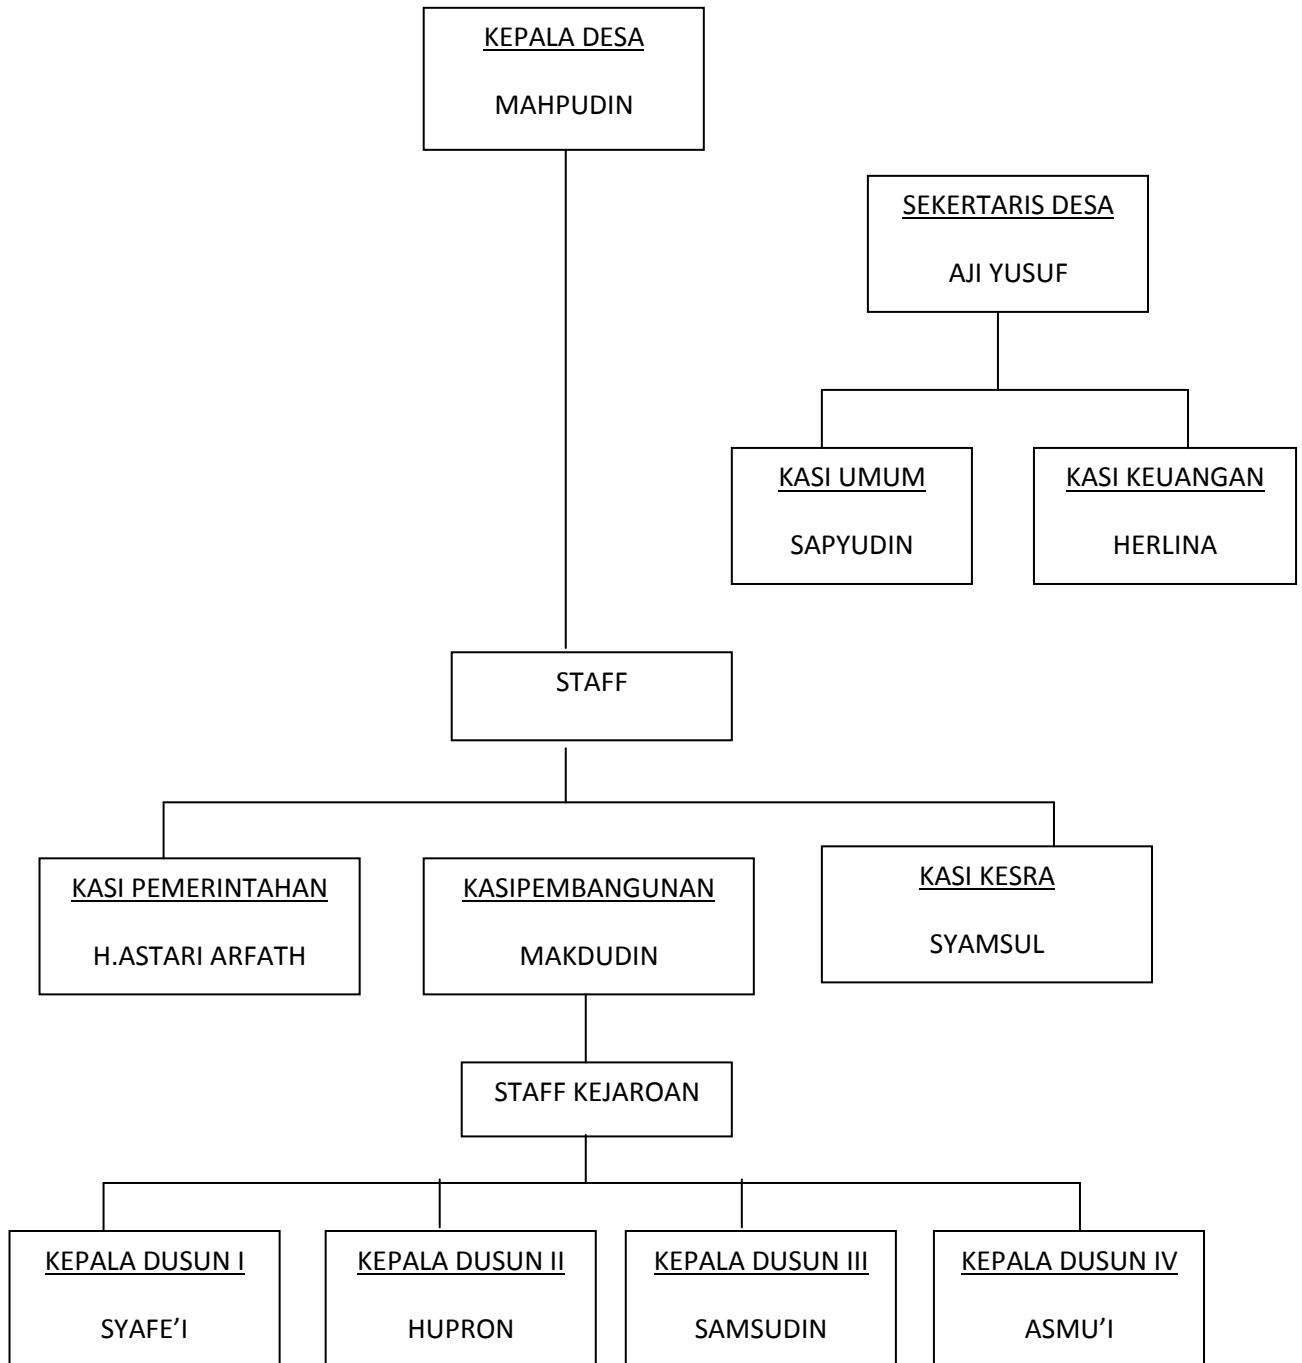 KEPALA DESA
MAHPUDIN
SEKERTARIS DESA
AJI YUSUF
KASI UMUM
SAPYUDIN
KASI KEUANGAN
HERLINA
STAFF
KASI PEMERINTAHAN
H.ASTARI ARFATH
KASIPEMBANGUNAN
MAKDUDIN
KASI KESRA
SYAMSUL
STAFF KEJAROAN
KEPALA DUSUN I
SYAFE'I
KEPALA DUSUN II
HUPRON
KEPALA DUSUN III
SAMSUDIN
KEPALA DUSUN IV
ASMU’I